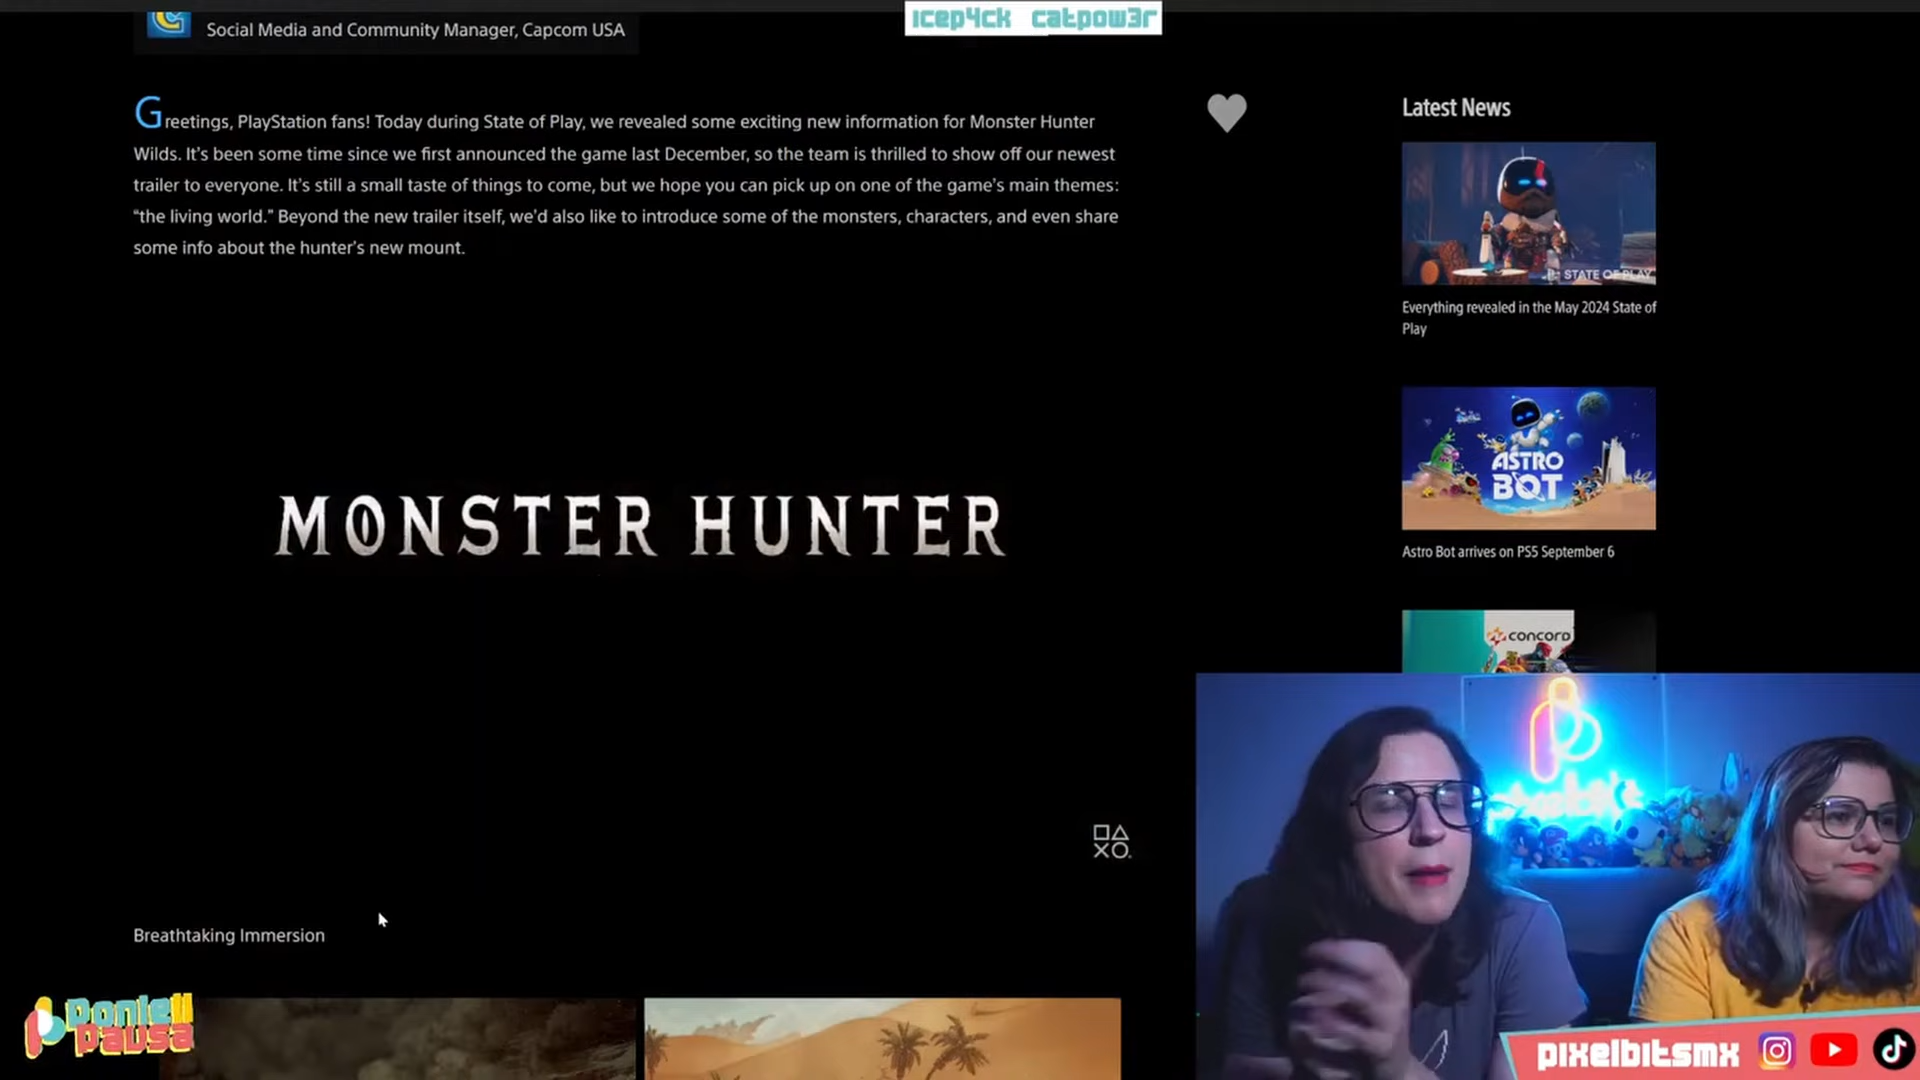 icep4ck catpow3r
Social Media and Community Manager, Capcom USA
Greetings, PlayStation fans! Today during State of Play, we revealed some exciting new information for Monster Hunter
Wilds. It’s been some time since we first announced the game last December, so the team is thrilled to show off our newest
trailer to everyone. It’s still a small taste of things to come, but we hope you can pick up on one of the game’s main themes:
“the living world.” Beyond the new trailer itself, we’d also like to introduce some of the monsters, characters, and even share
some info about the hunter’s new mount.
MONSTER HUNTER
Breathtaking Immersion
Latest News
STATE OF PLAY
Everything revealed in the May 2024 State of
Play
ASTRO
BOT
Astro Bot arrives on PS5 September 6
CONCORD
Ponle
Pausa
pixelbitsmx